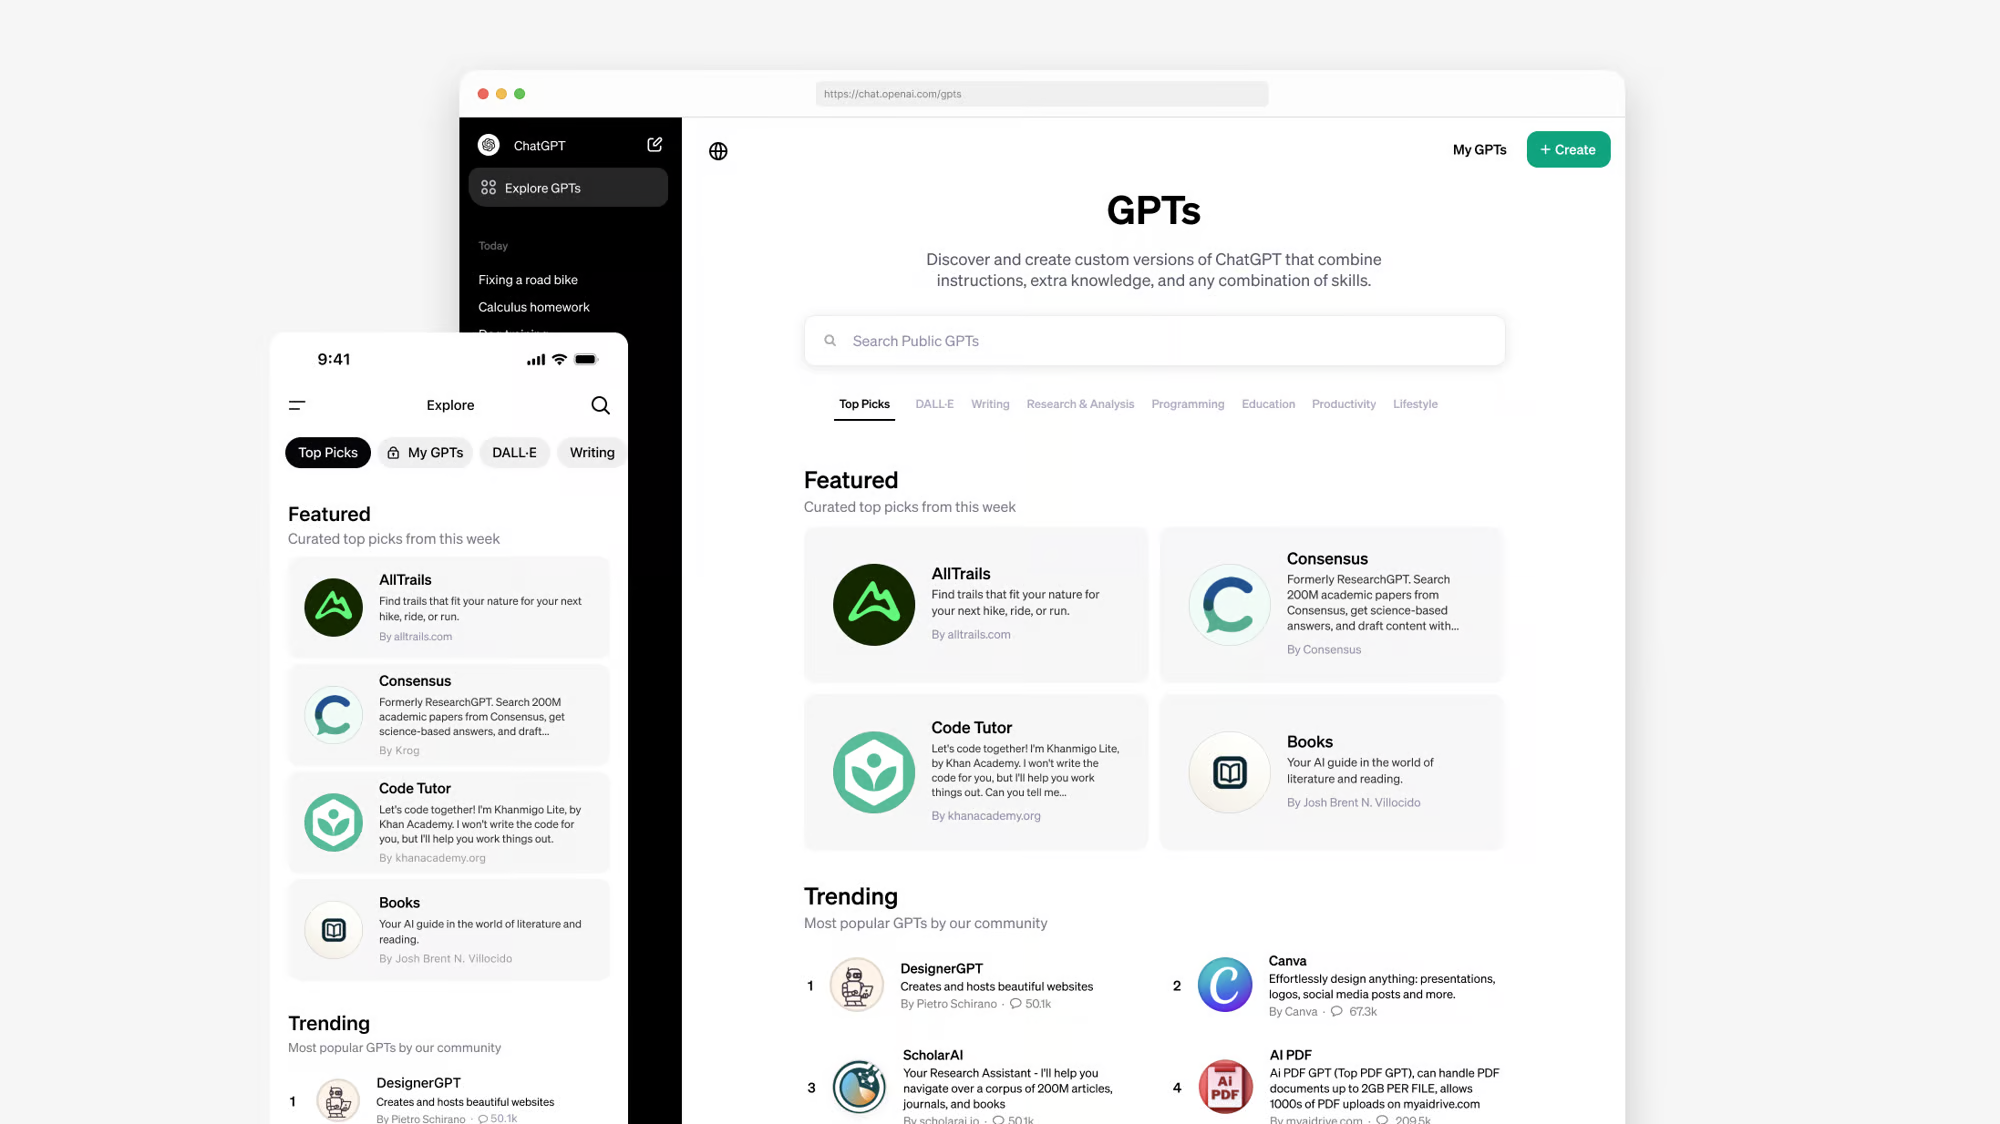 https://chat.openai.com/gpts
ChatGPT
Explore GPTs
Today
Fixing a road bike
Calculus homework
My GPTs
+ Create
GPTs
Discover and create custom versions of ChatGPT that combine
instructions, extra knowledge, and any combination of skills.
Search Public GPTs
Top Picks
DALL·E
Writing
Research & Analysis
Programming
Education
Productivity
Lifestyle
Featured
Curated top picks from this week
AllTrails
Find trails that fit your nature for
your next hike, ride, or run.
By alltrails.com
Consensus
Formerly ResearchGPT. Search
200M academic papers from
Consensus, get science-based
answers, and draft content with...
By Consensus
Code Tutor
Let's code together! I'm Khanmigo Lite,
by Khan Academy. I won't write the
code for you, but I'll help you work
things out. Can you tell me...
By khanacademy.org
Books
Your AI guide in the world of
literature and reading.
By Josh Brent N. Villocido
Trending
Most popular GPTs by our community
1
DesignerGPT
Creates and hosts beautiful websites
By Pietro Schirano · 50.1k
2
Canva
Effortlessly design anything: presentations,
logos, social media posts and more.
By Canva · 67.3k
3
ScholarAI
Your Research Assistant - I'll help you
navigate over a corpus of 200M articles,
journals, and books
By scholarai.io · 50.1k
4
Ai
PDF
AI PDF
Ai PDF GPT (Top PDF GPT), can handle PDF
documents up to 2GB PER FILE, allows
1000s of PDF uploads on myaidrive.com
By myaidrive.com · 209.5k
9:41
Explore
Top Picks
My GPTs
DALL·E
Writing
Featured
Curated top picks from this week
AllTrails
Find trails that fit your nature for your next
hike, ride, or run.
By alltrails.com
Consensus
Formerly ResearchGPT. Search 200M
academic papers from Consensus, get
science-based answers, and draft...
By Krog
Code Tutor
Let's code together! I'm Khanmigo Lite, by
Khan Academy. I won't write the code for
you, but I'll help you work things out.
By khanacademy.org
Books
Your AI guide in the world of literature and
reading.
By Josh Brent N. Villocido
Trending
Most popular GPTs by our community
1
DesignerGPT
Creates and hosts beautiful websites
By Pietro Schirano · 50.1k